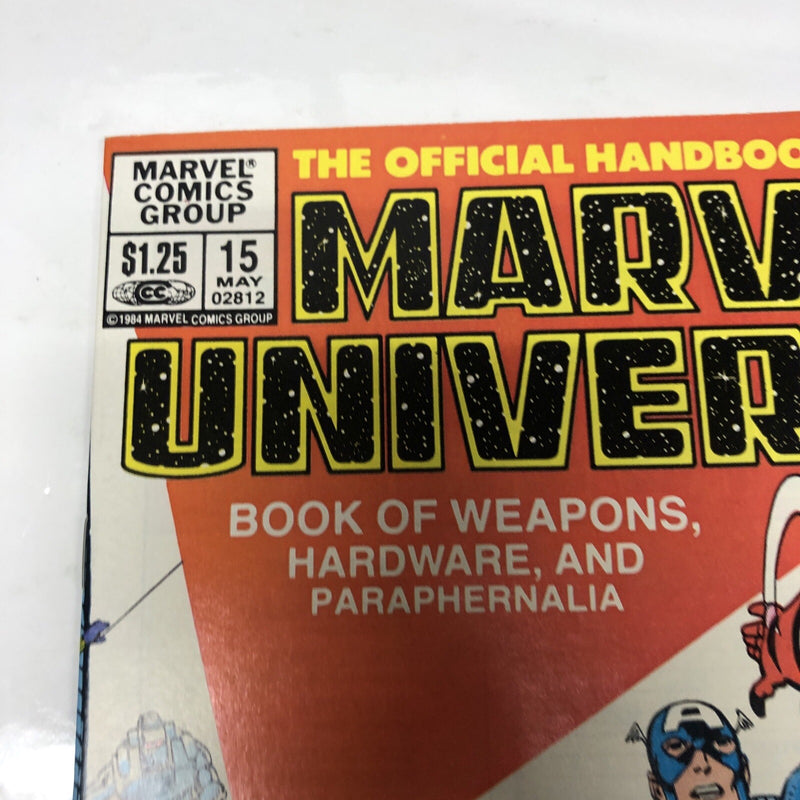 MARVEL®
COMICS
GROUP
$1.25
CC
15
MAY
02812
©1984 MARVEL COMICS GROUP
THE OFFICIAL HANDBOO
MARV
UNIVER
BOOK OF WEAPONS,
HARDWARE, AND
PARAPHERNALIA
A